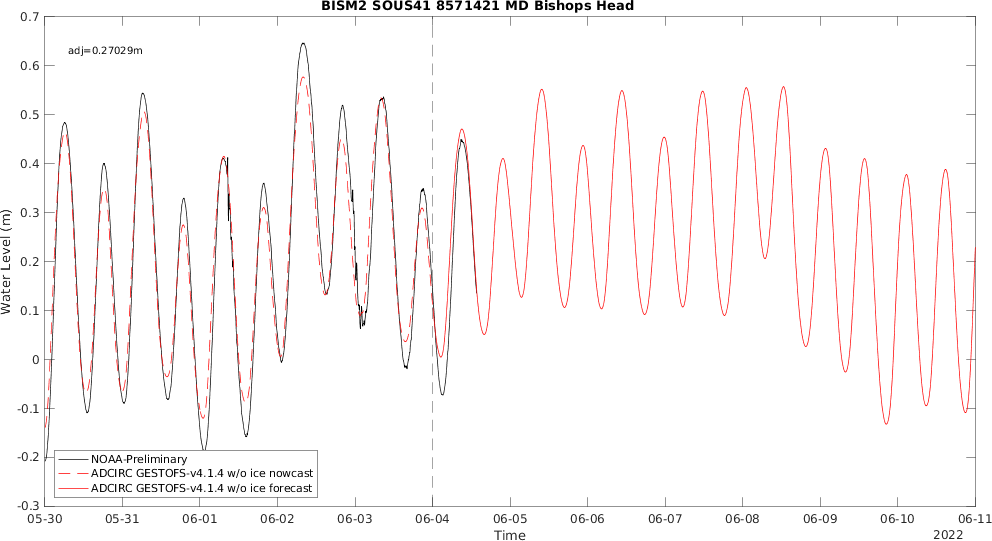 BISM2 SOUS41 8571421 MD Bishops Head
adj=0.27029m
Water Level (m)
0.7
0.6
0.5
0.4
0.3
0.2
0.1
0
-0.1
-0.2
-0.3
NOAA-Preliminary
ADCIRC GESTOFS-v4.1.4 w/o ice nowcast
ADCIRC GESTOFS-v4.1.4 w/o ice forecast
05-30 05-31 06-01 06-02 06-03 06-04 06-05 06-06 06-07 06-08 06-09 06-10 06-11
Time
2022